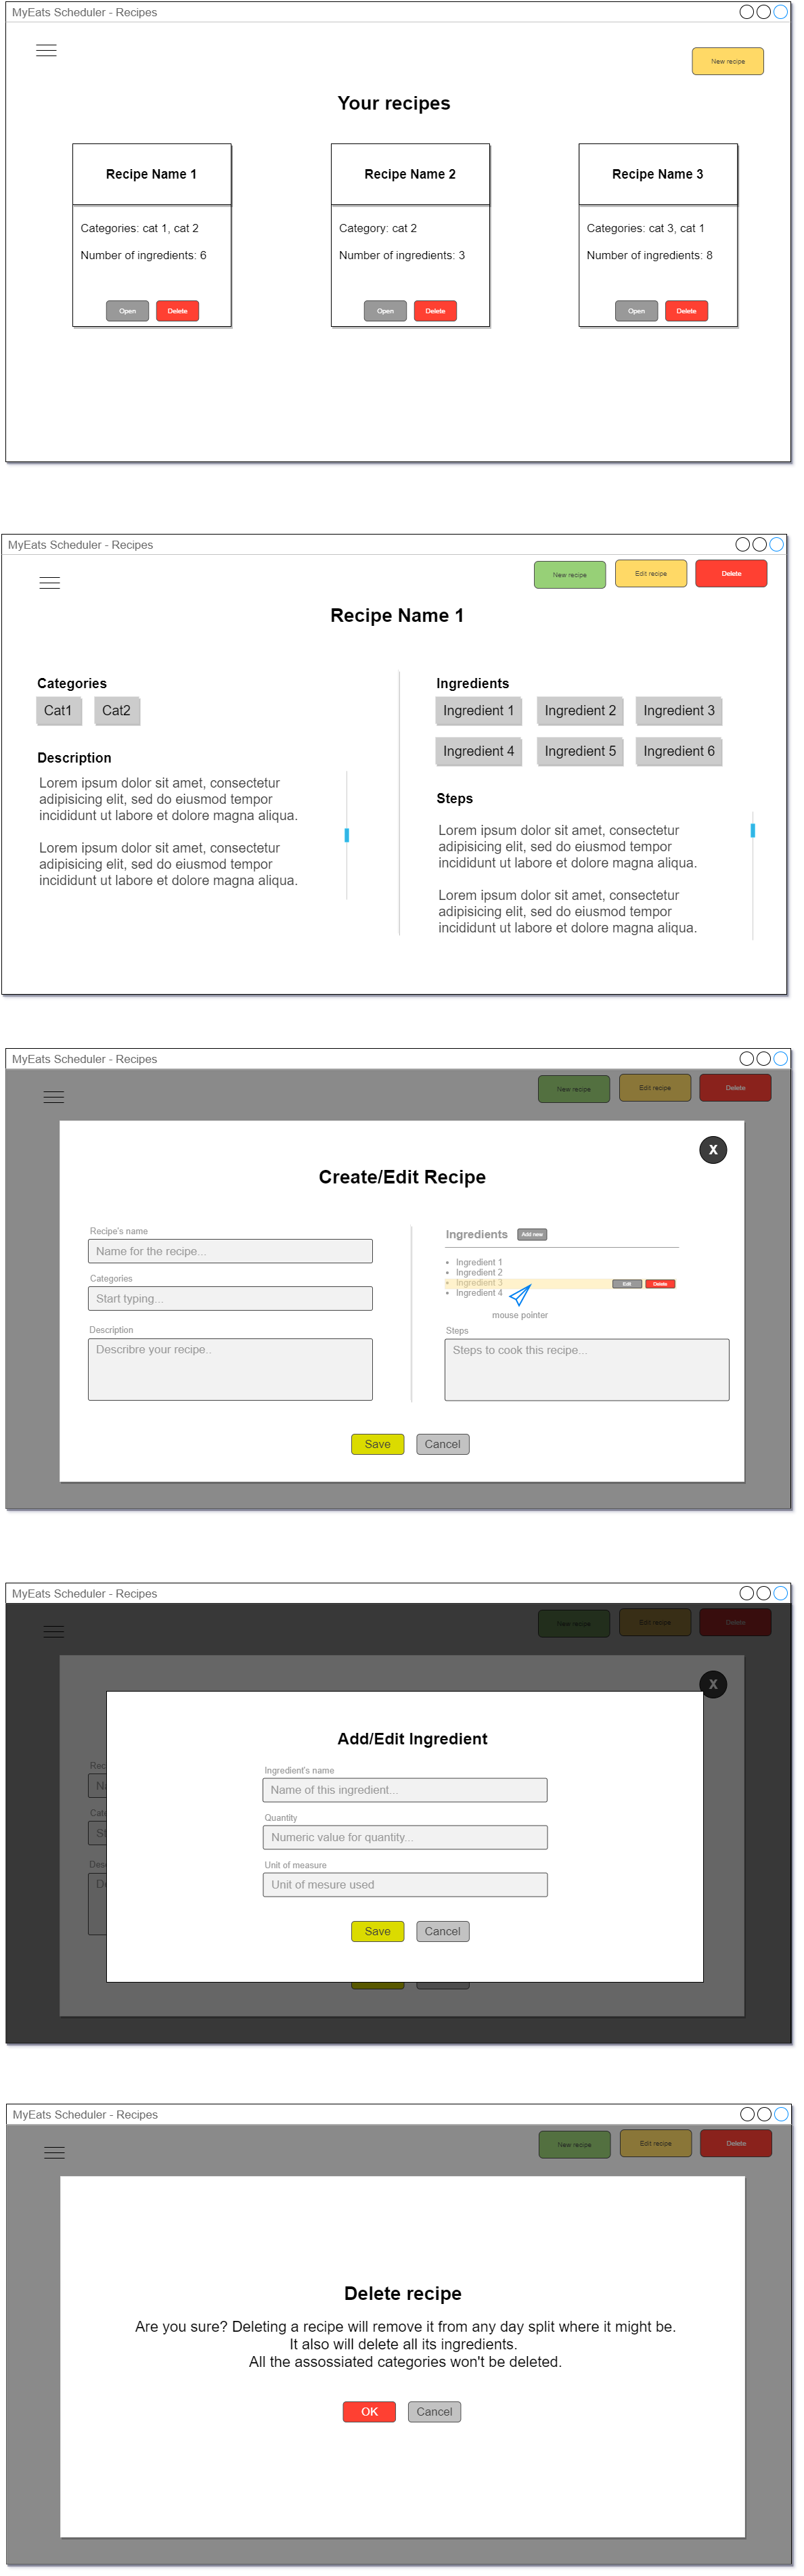 MyEats Scheduler - Recipes
New recipe
Your recipes
Recipe Name 1
Categories: cat 1, cat 2
Number of ingredients: 6
Open
Delete
Recipe Name 2
Category: cat 2
Number of ingredients: 3
Open
Delete
Recipe Name 3
Categories: cat 3, cat 1
Number of ingredients: 8
Open
Delete
MyEats Scheduler - Recipes
New recipe
Edit recipe
Delete
Recipe Name 1
Categories
Cat1
Cat2
Description
Lorem ipsum dolor sit amet, consectetur
adipisicing elit, sed do eiusmod tempor
incididunt ut labore et dolore magna aliqua.
Lorem ipsum dolor sit amet, consectetur
adipisicing elit, sed do eiusmod tempor
incididunt ut labore et dolore magna aliqua.
Ingredients
Ingredient 1
Ingredient 2
Ingredient 3
Ingredient 4
Ingredient 5
Ingredient 6
Steps
Lorem ipsum dolor sit amet, consectetur
adipisicing elit, sed do eiusmod tempor
incididunt ut labore et dolore magna aliqua.
Lorem ipsum dolor sit amet, consectetur
adipisicing elit, sed do eiusmod tempor
incididunt ut labore et dolore magna aliqua.
MyEats Scheduler - Recipes
New recipe
Edit recipe
Delete
X
Create/Edit Recipe
Recipe's name
Name for the recipe...
Categories
Start typing...
Description
Describre your recipe..
Ingredients
Add new
Ingredient 1
Ingredient 2
Ingredient 3
Edit
Delete
Ingredient 4
mouse pointer
Steps
Steps to cook this recipe...
Save
Cancel
MyEats Scheduler - Recipes
New recipe
Edit recipe
Delete
X
Rec
Na
Cate
St
Desc
De
Add/Edit Ingredient
Ingredient's name
Name of this ingredient...
Quantity
Numeric value for quantity...
Unit of measure
Unit of mesure used
Save
Cancel
MyEats Scheduler - Recipes
New recipe
Edit recipe
Delete
Delete recipe
Are you sure? Deleting a recipe will remove it from any day split where it might be.
It also will delete all its ingredients.
All the assossiated categories won't be deleted.
OK
Cancel